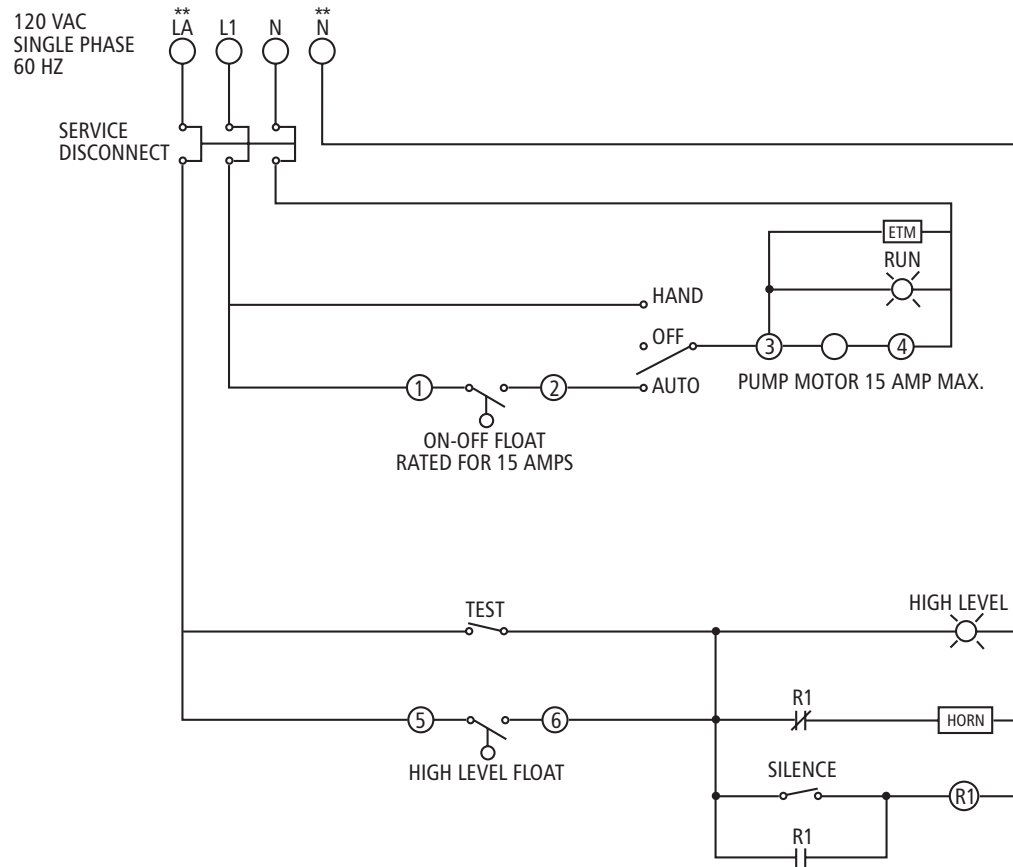 120 VAC
SINGLE PHASE
60 HZ
** ** 
LA L1 N N
SERVICE
DISCONNECT
ETM
RUN
HAND
OFF
3 4
AUTO
PUMP MOTOR 15 AMP MAX.
1 2
ON-OFF FLOAT
RATED FOR 15 AMPS
TEST
HIGH LEVEL
R1
5 6
HORN
HIGH LEVEL FLOAT
SILENCE
R1
R1